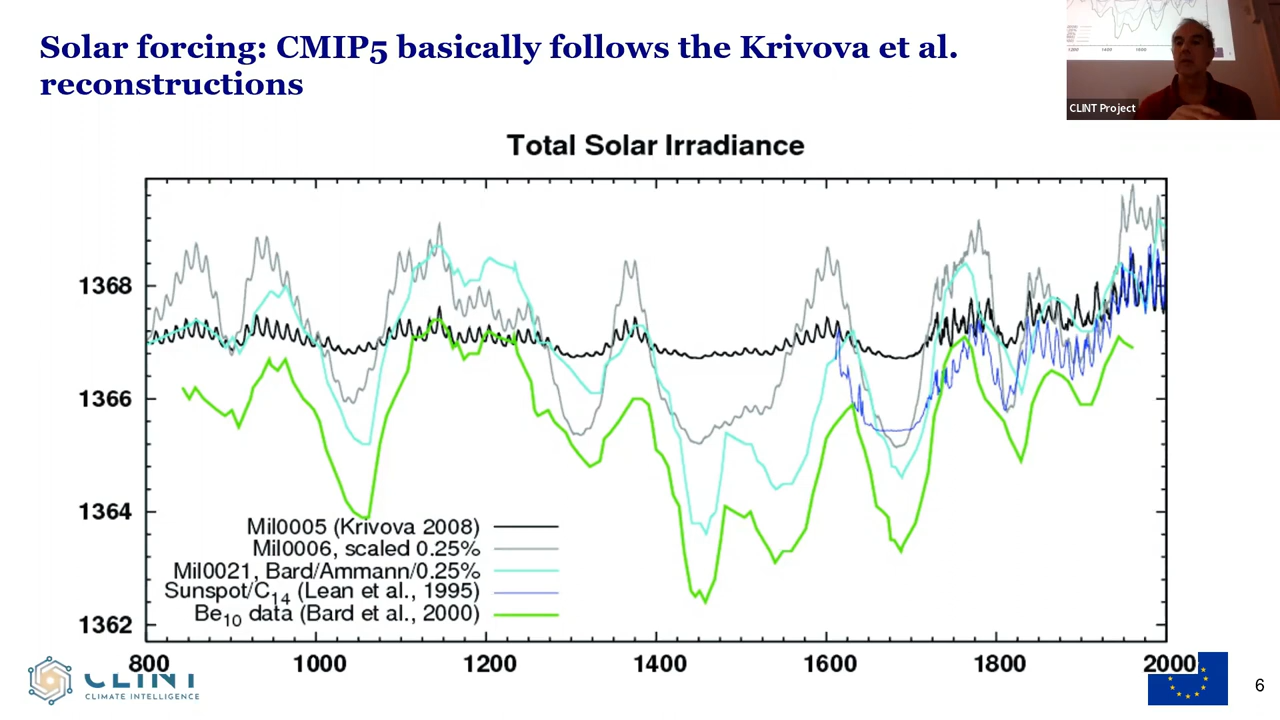 Solar forcing: CMIP5 basically follows the Krivova et al.
reconstructions
CLINT Project
Total Solar Irradiance
1368
1366
1364
1362
Mil0005 (Krivova 2008)
Mil0006, scaled 0.25%
Mil0021, Bard/Ammann/0.25%
Sunspot/C14 (Lean et al., 1995)
Be10 data (Bard et al., 2000)
800 1000 1200 1400 1600 1800 2000
CLINT
CLIMATE INTELLIGENCE
6